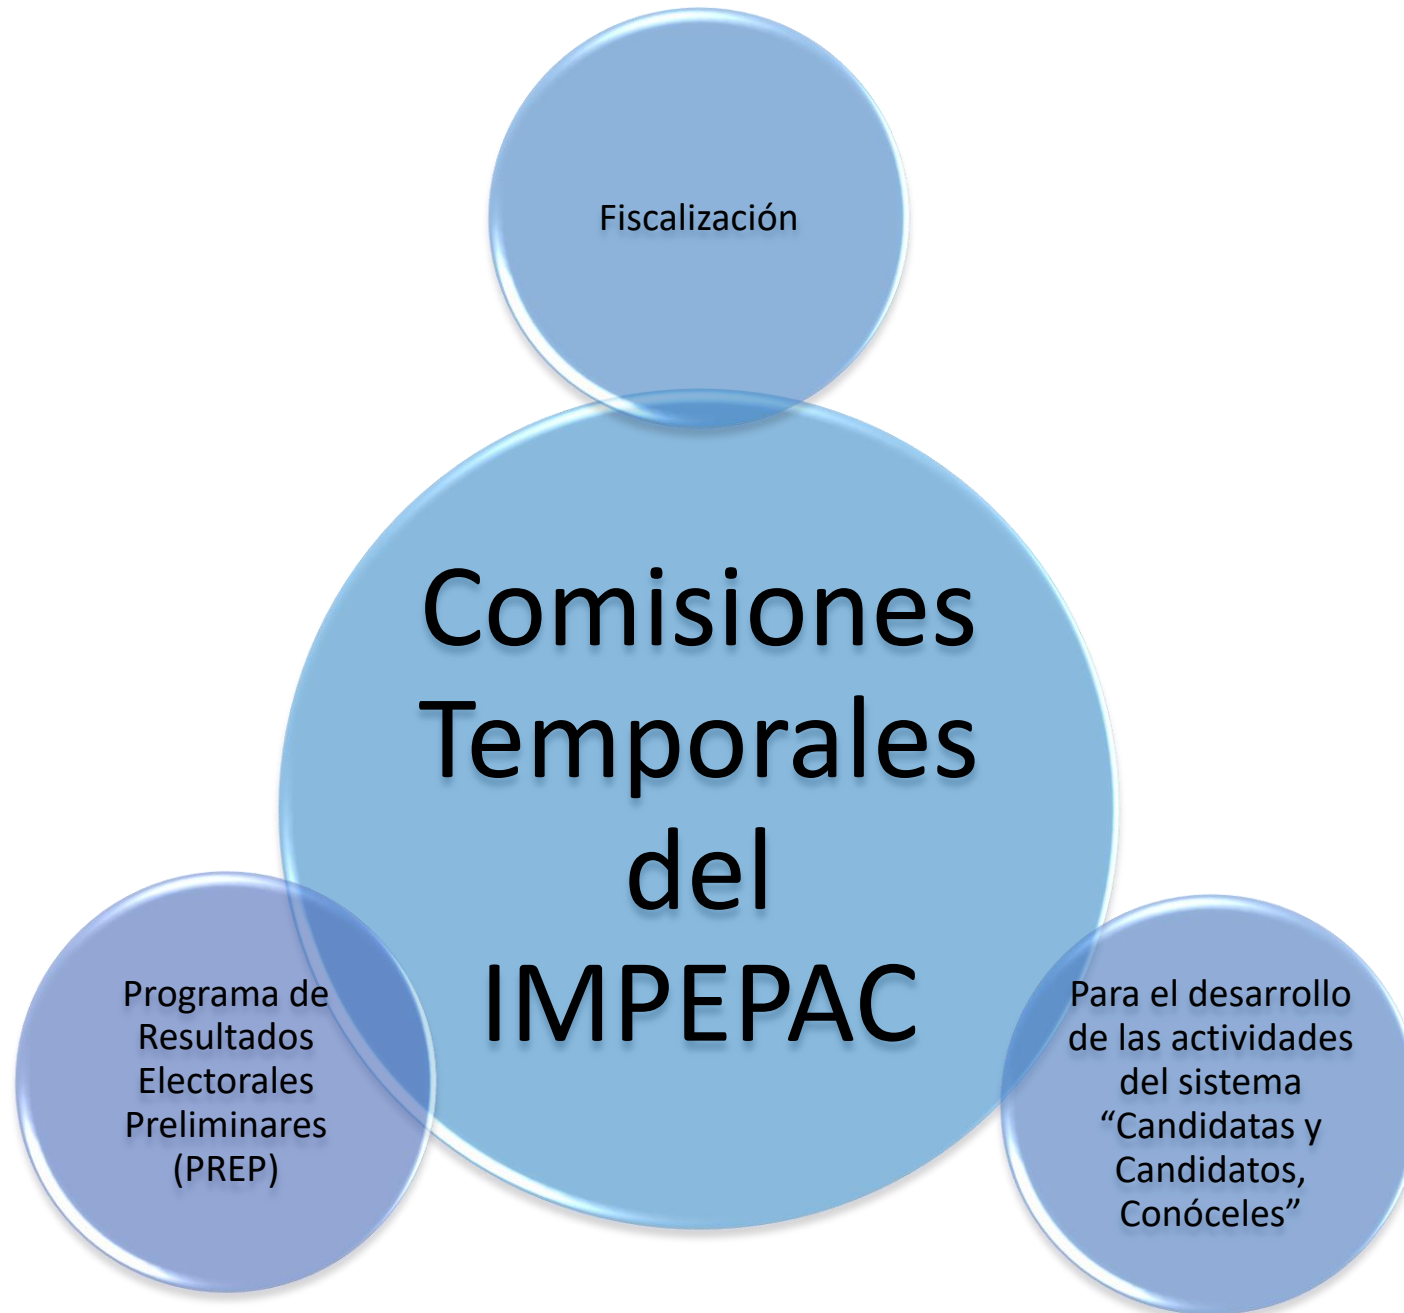 Fiscalización
Comisiones
Temporales
del
IMPEPAC
Programa de
Resultados
Electorales
Preliminares
(PREP)
Para el desarrollo
de las actividades
del sistema
“Candidatas y
Candidatos,
Conóceles”